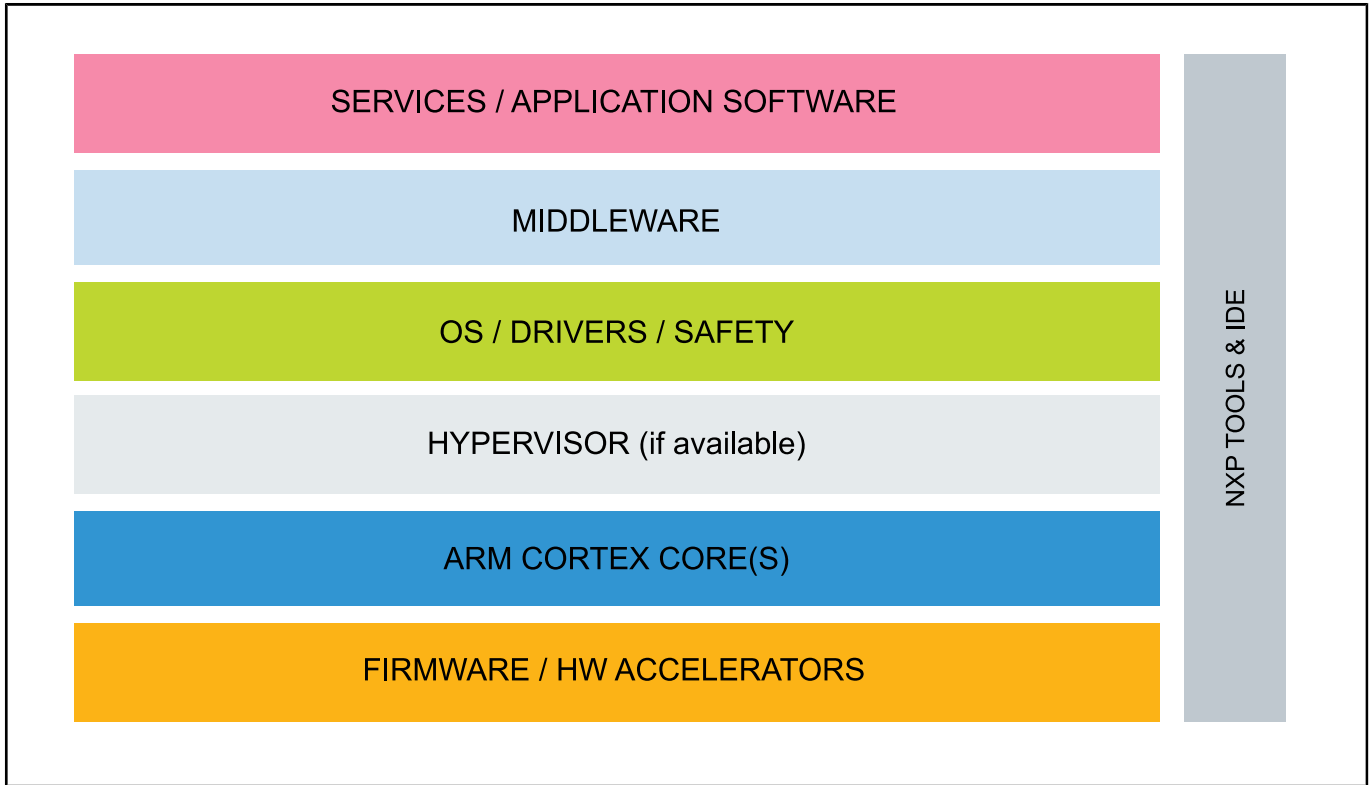 SERVICES / APPLICATION SOFTWARE
MIDDLEWARE
OS / DRIVERS / SAFETY
HYPERVISOR (if available)
ARM CORTEX CORE(S)
FIRMWARE / HW ACCELERATORS
NXP TOOLS & IDE